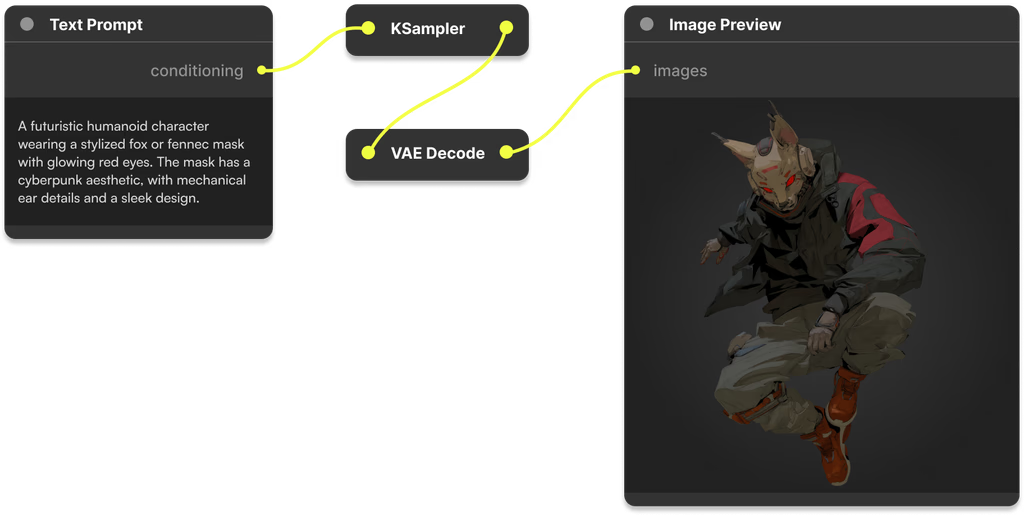 Text Prompt
conditioning
A futuristic humanoid character
wearing a stylized fox or fennec mask
with glowing red eyes. The mask has a
cyberpunk aesthetic, with mechanical
ear details and a sleek design.
KSampler
VAE Decode
Image Preview
images